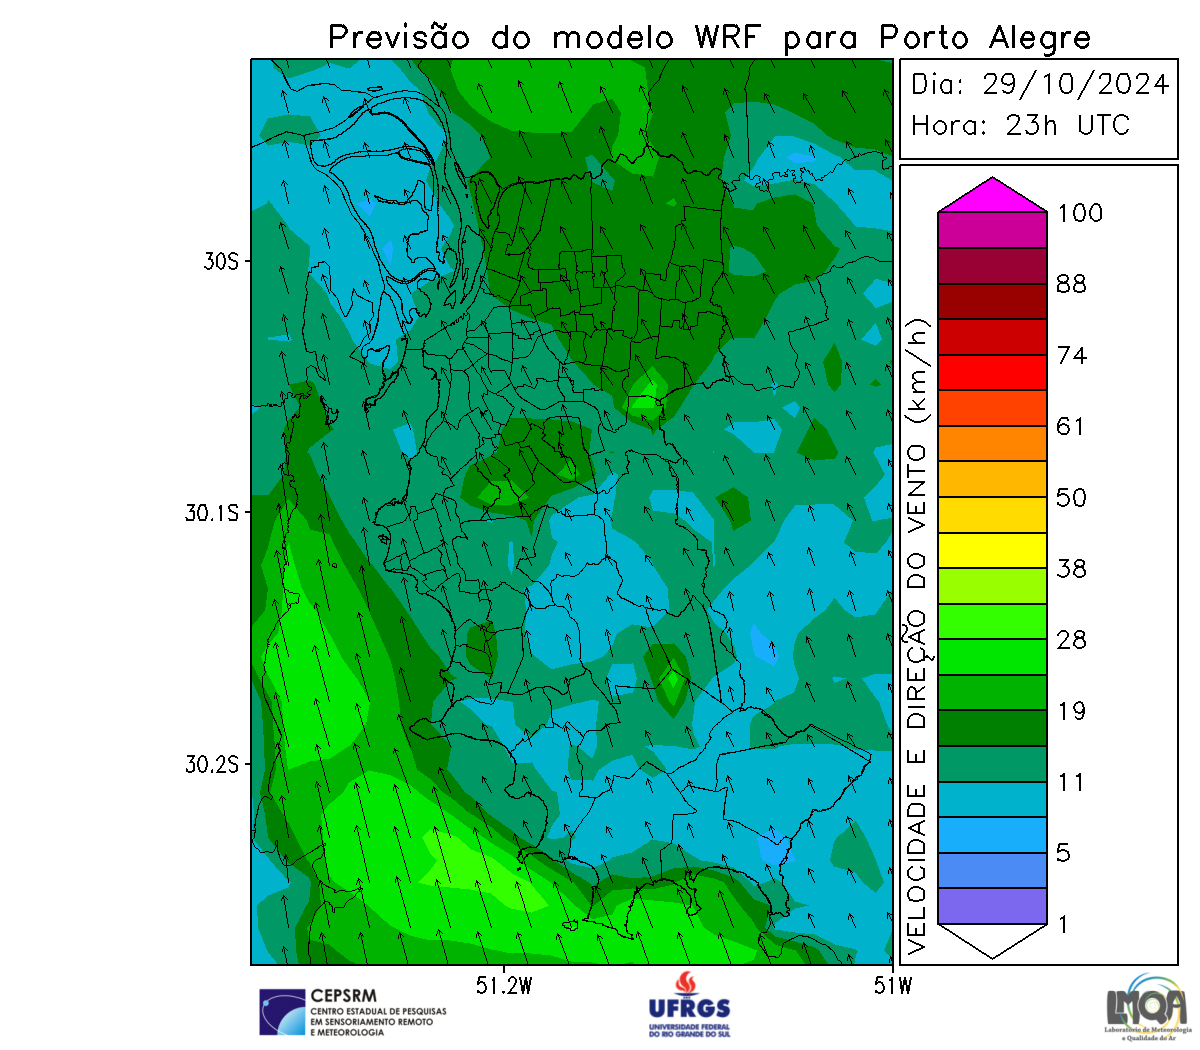 Previsão do modelo WRF para Porto Alegre
Dia: 29/10/2024
Hora: 23h UTC
30S
30.1S
30.2S
51.2W
51W
VELOCIDADE E DIREÇÃO DO VENTO (km/h)
100
88
74
61
50
38
28
19
11
5
1
CEPSRM
CENTRO ESTADUAL DE PESQUISAS
EM SENSORIAMENTO REMOTO
E METEOROLOGIA
UFRGS
UNIVERSIDADE FEDERAL
DO RIO GRANDE DO SUL
LMQA
Laboratório de Meteorologia
e Qualidade do Ar